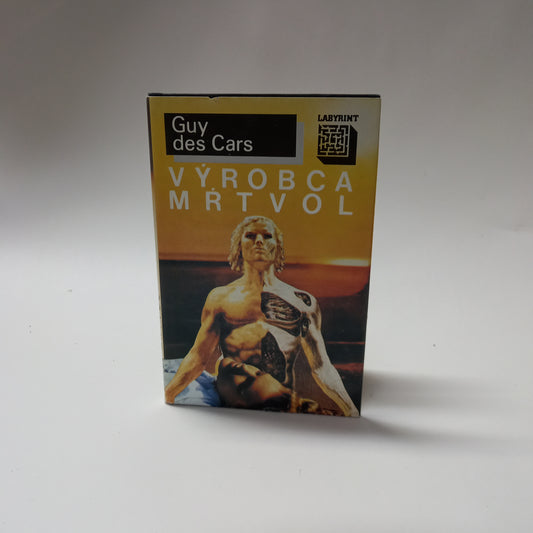 Guy
des Cars
LABYRINT
VÝROBCA
MŔTVOL